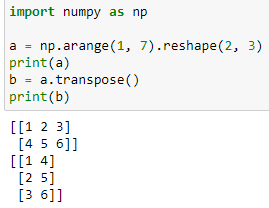 import numpy as np
a = np.arange(1, 7).reshape(2, 3)
print(a)
b = a.transpose()
print(b)
[[1 2 3]
 [4 5 6]]
[[1 4]
 [2 5]
 [3 6]]